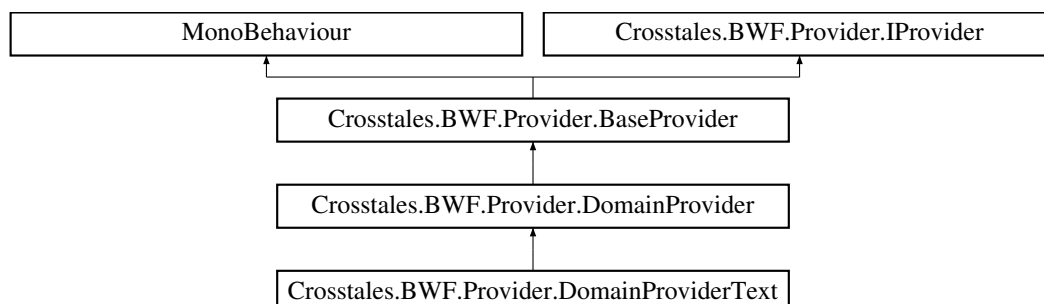 MonoBehaviour
Crosstales.BWF.Provider.IProvider
Crosstales.BWF.Provider.BaseProvider
Crosstales.BWF.Provider.DomainProvider
Crosstales.BWF.Provider.DomainProviderText